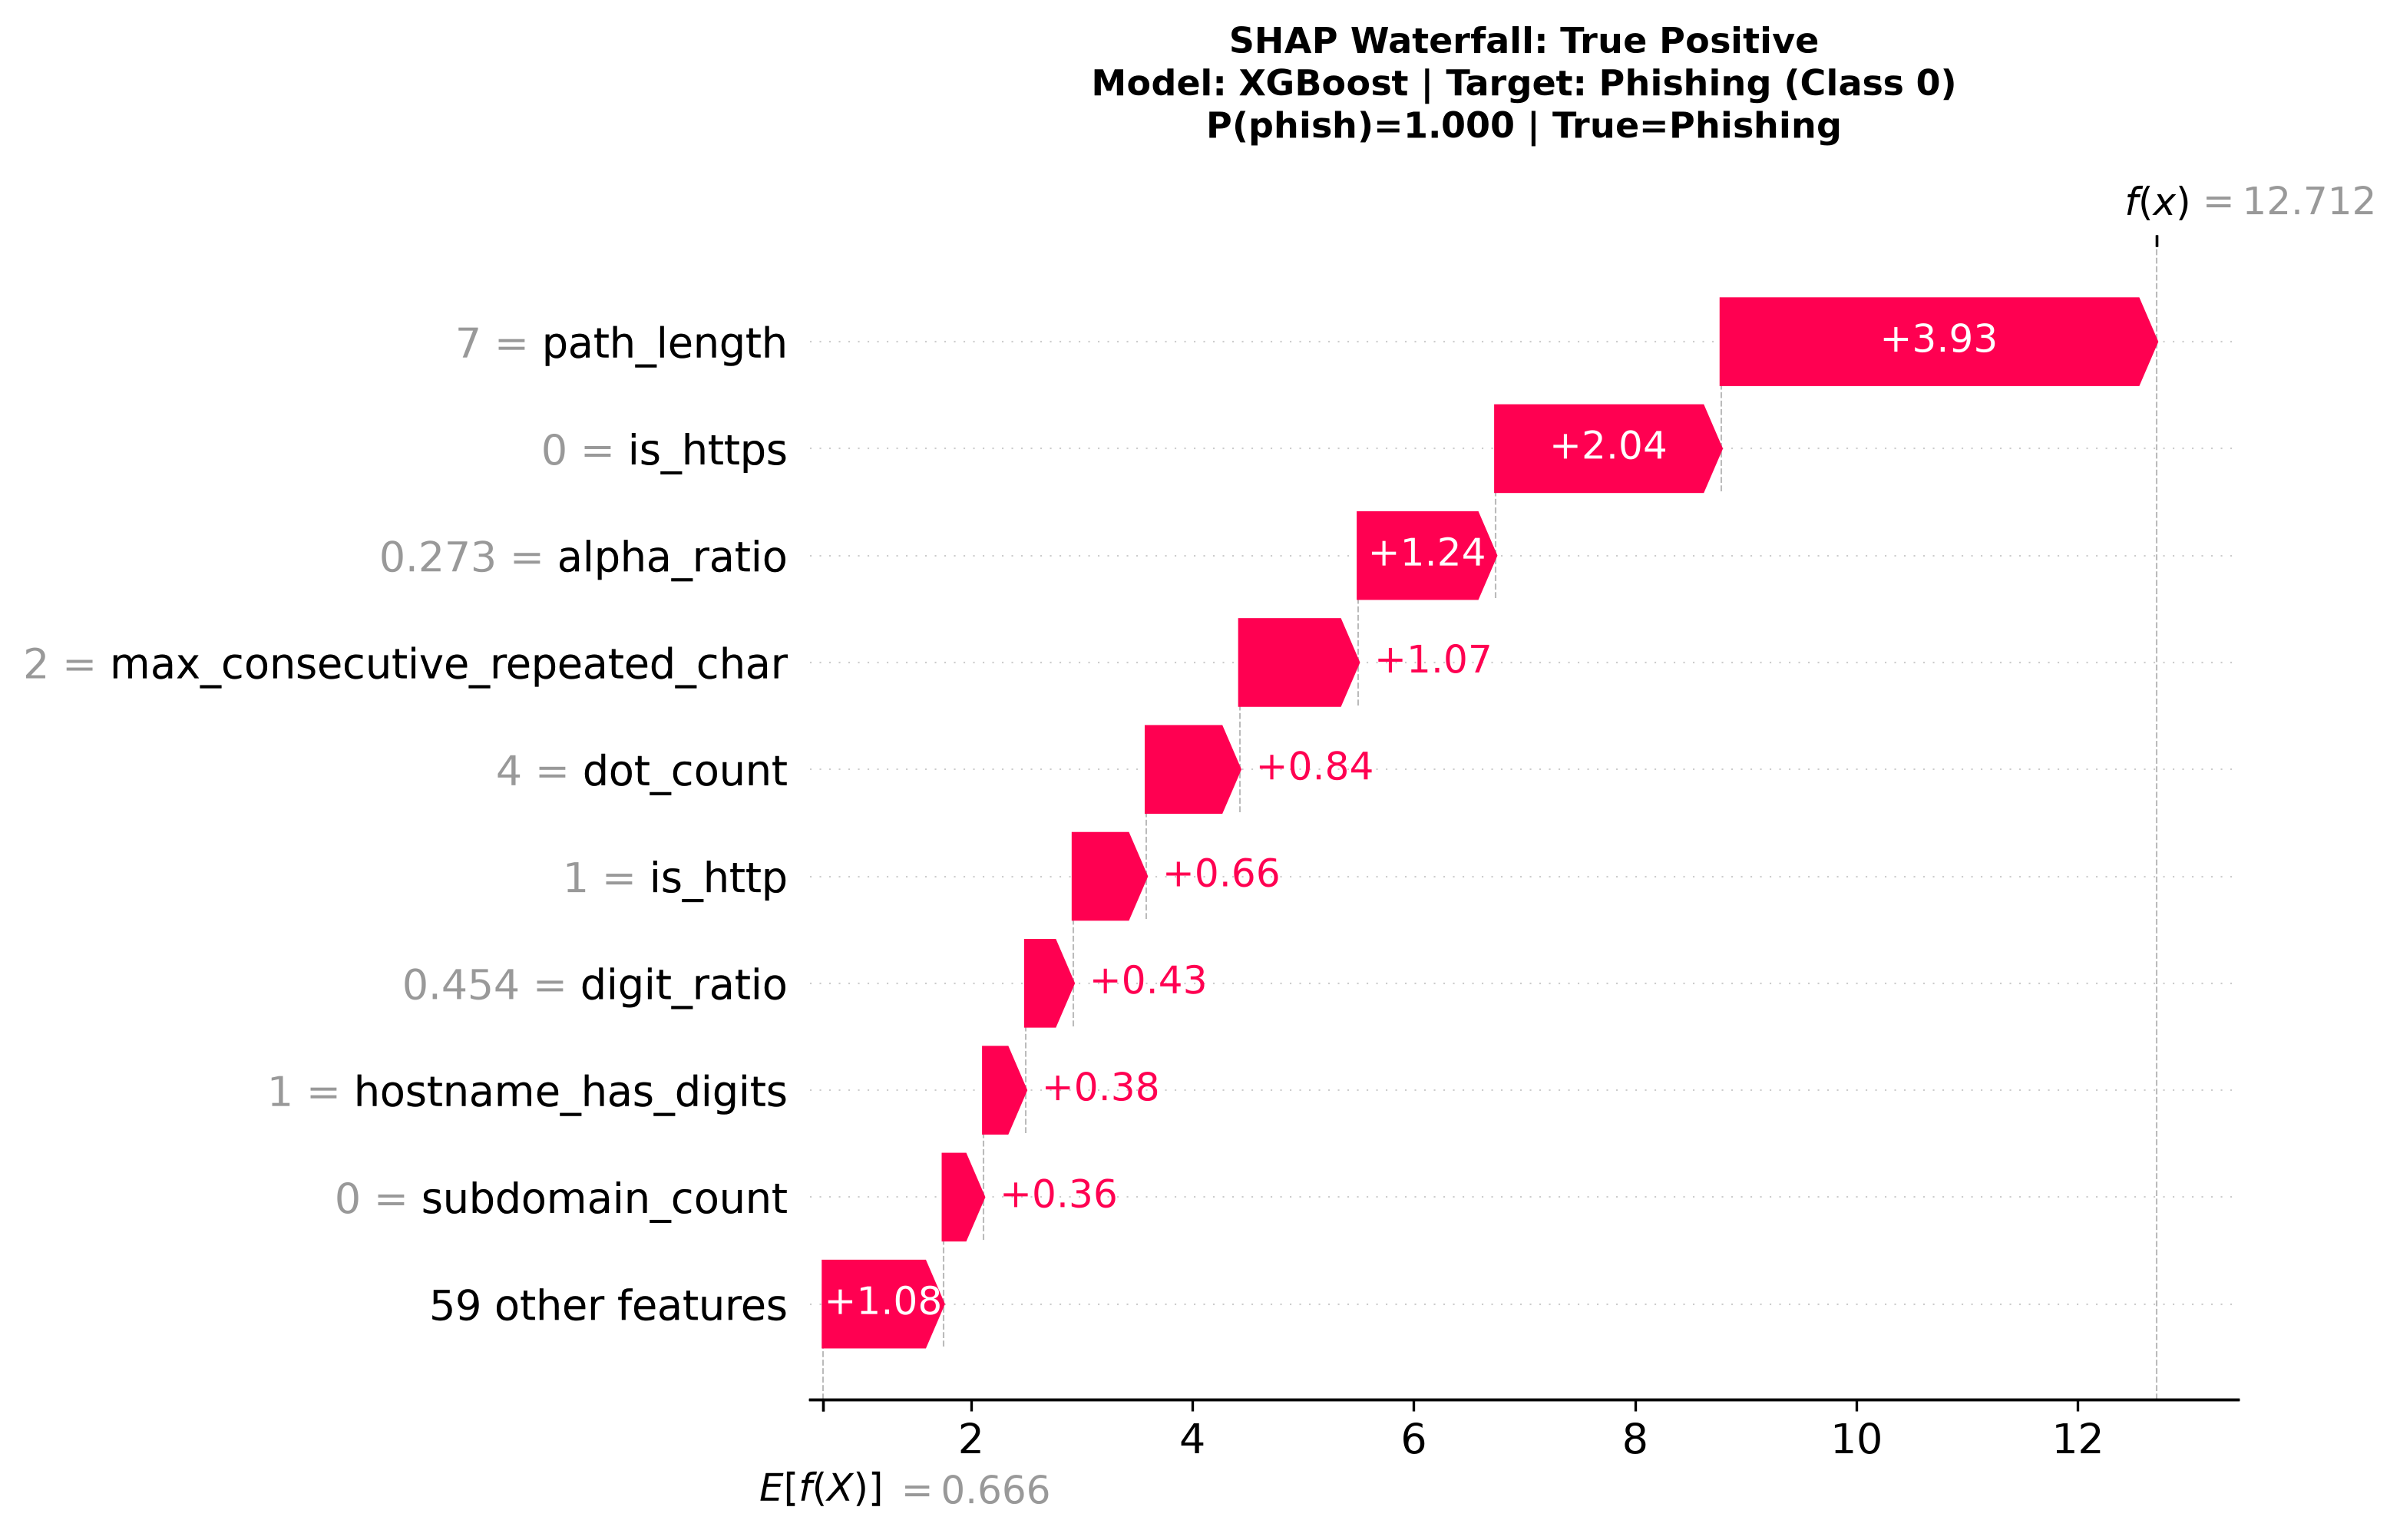 SHAP Waterfall: True Positive
Model: XGBoost | Target: Phishing (Class 0)
P(phish)=1.000 | True=Phishing
f(x) = 12.712
7 = path_length
+3.93
0 = is_https
+2.04
0.273 = alpha_ratio
+1.24
2 = max_consecutive_repeated_char
+1.07
4 = dot_count
+0.84
1 = is_http
+0.66
0.454 = digit_ratio
+0.43
1 = hostname_has_digits
+0.38
0 = subdomain_count
+0.36
59 other features
+1.08
2 4 6 8 10 12
E[f(X)] = 0.666